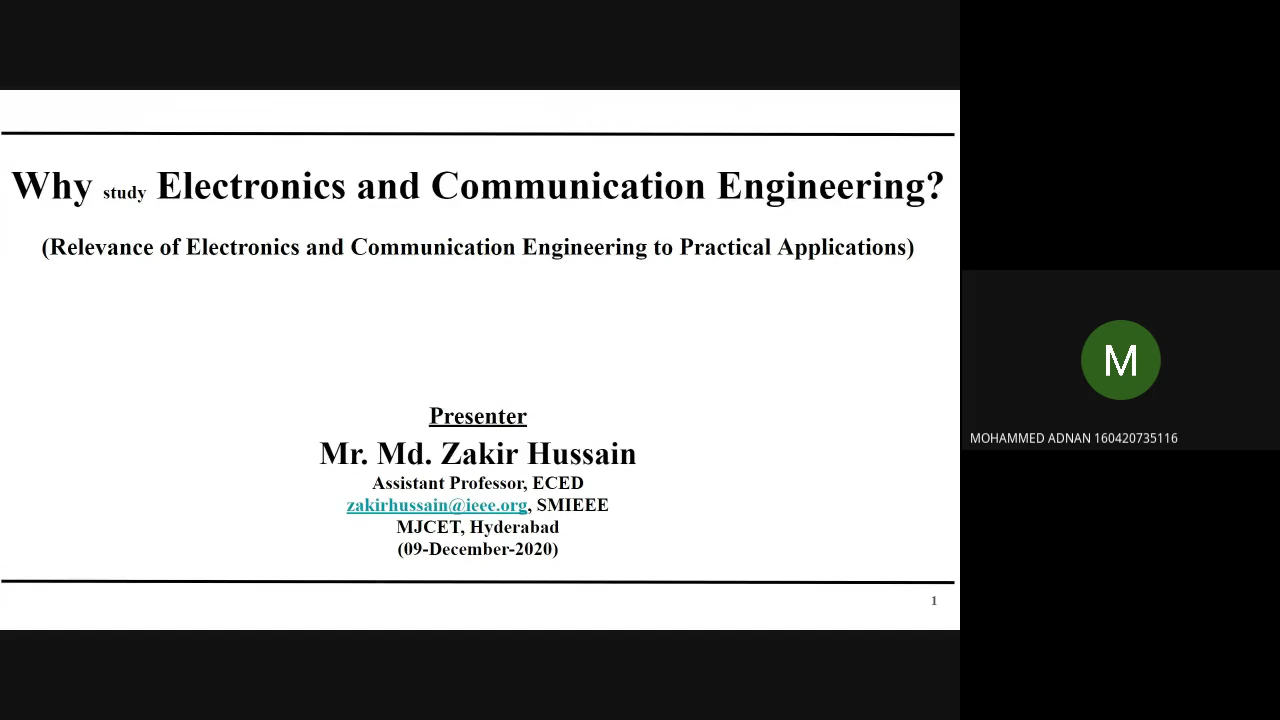 Why study Electronics and Communication Engineering?
(Relevance of Electronics and Communication Engineering to Practical Applications)
Presenter
Mr. Md. Zakir Hussain
Assistant Professor, ECED
zakirhussain@ieee.org, SMIEEE
MJCET, Hyderabad
(09-December-2020)
1
M
MOHAMMED ADNAN 160420735116